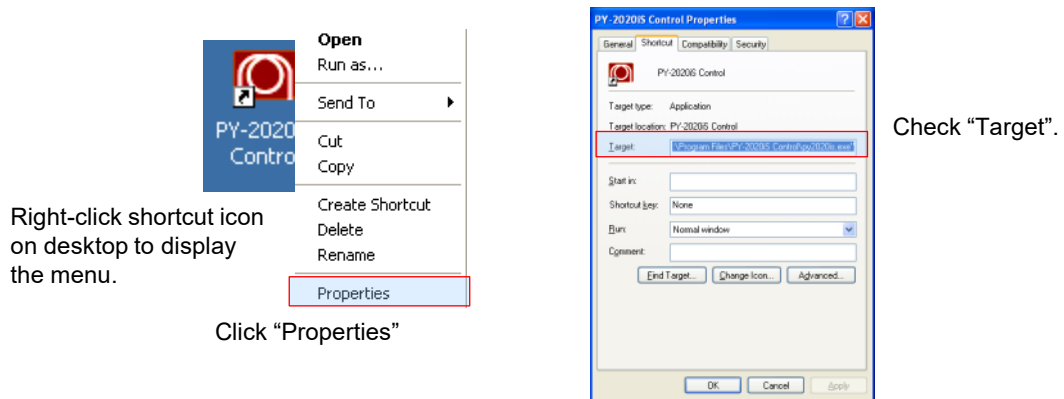 PY-2020
Contro
Right-click shortcut icon
on desktop to display
the menu.
Open
Run as...
Send To
Cut
Copy
Create Shortcut
Delete
Rename
Properties
Click “Properties”
PY-2020iS Control Properties
General Shortcut Compatibility Security
PY-2020iS Control
Target type: Application
Target location: PY-2020iS Control
Target: \Program Files\PY-2020iS Control\py2020is.exe"
Start in:
Shortcut key: None
Run: Normal window
Comment:
Find Target... Change Icon... Advanced...
OK Cancel Apply
Check “Target”.